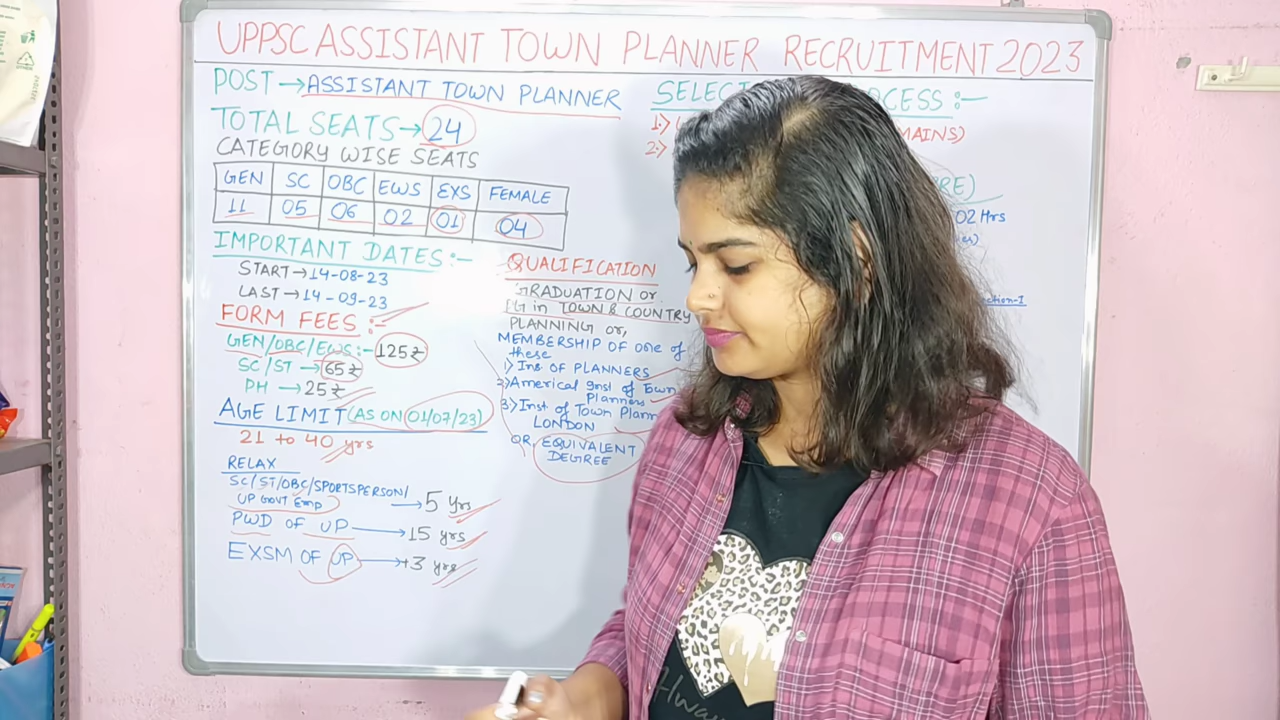 UPPSC ASSISTANT TOWN PLANNER RECRUITMENT 2023
POST → ASSISTANT TOWN PLANNER
TOTAL SEATS → 24
CATEGORY WISE SEATS
GEN SC OBC EWS EXS FEMALE
11 05 06 02 01 04
IMPORTANT DATES:-
START → 14-08-23
LAST → 14-09-23
FORM FEES:-
GEN/OBC/EWS:- 125₹
SC/ST → 65₹
PH → 25₹
AGE LIMIT (AS ON 01/07/23)
21 to 40 yrs
RELAX
SC/ST/OBC/SPORTSPERSON/
UP GOVT Emp → 5 yrs
PWD OF UP → 15 yrs
EXSM OF UP → +3 yrs
QUALIFICATION
GRADUATION or
PG in TOWN & COUNTRY
PLANNING or,
MEMBERSHIP OF one of
these
1) Ins OF PLANNERS
2) Americal Inst of Town
Planners
3) Inst of Town Plann
LONDON
OR, EQUIVALENT
DEGREE
SELEC CESS:-
1.)
MAINS)
2.)
RE)
02 Hrs
ction-I